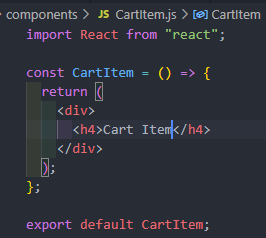 components > JS CartItem.js > CartItem
import React from "react";
const CartItem = () => {
return (
<div>
<h4>Cart Item</h4>
</div>
);
};
export default CartItem;